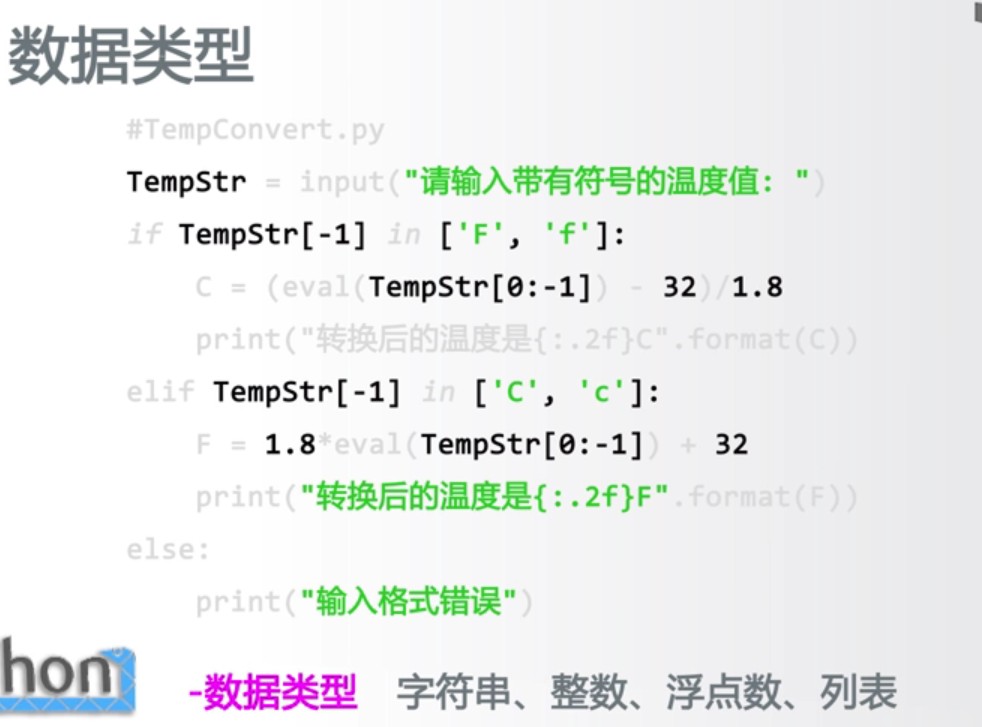 数据类型
#TempConvert.py
TempStr = input("请输入带有符号的温度值: ")
if TempStr[-1] in ['F', 'f']:
    C = (eval(TempStr[0:-1]) - 32)/1.8
    print("转换后的温度是{:.2f}C".format(C))
elif TempStr[-1] in ['C', 'c']:
    F = 1.8*eval(TempStr[0:-1]) + 32
    print("转换后的温度是{:.2f}F".format(F))
else:
    print("输入格式错误")
hon
-数据类型 字符串、整数、浮点数、列表